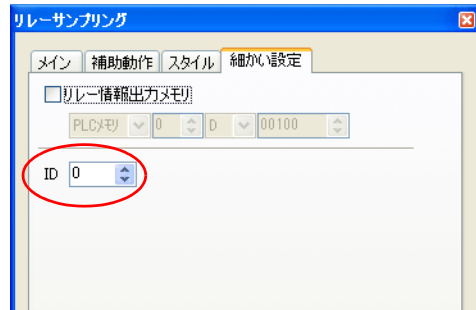 リレーサンプリング
メイン 補助動作 スタイル 細かい設定
リレー情報出力メモリ
PLCメモリ 0 D 00100
ID 0